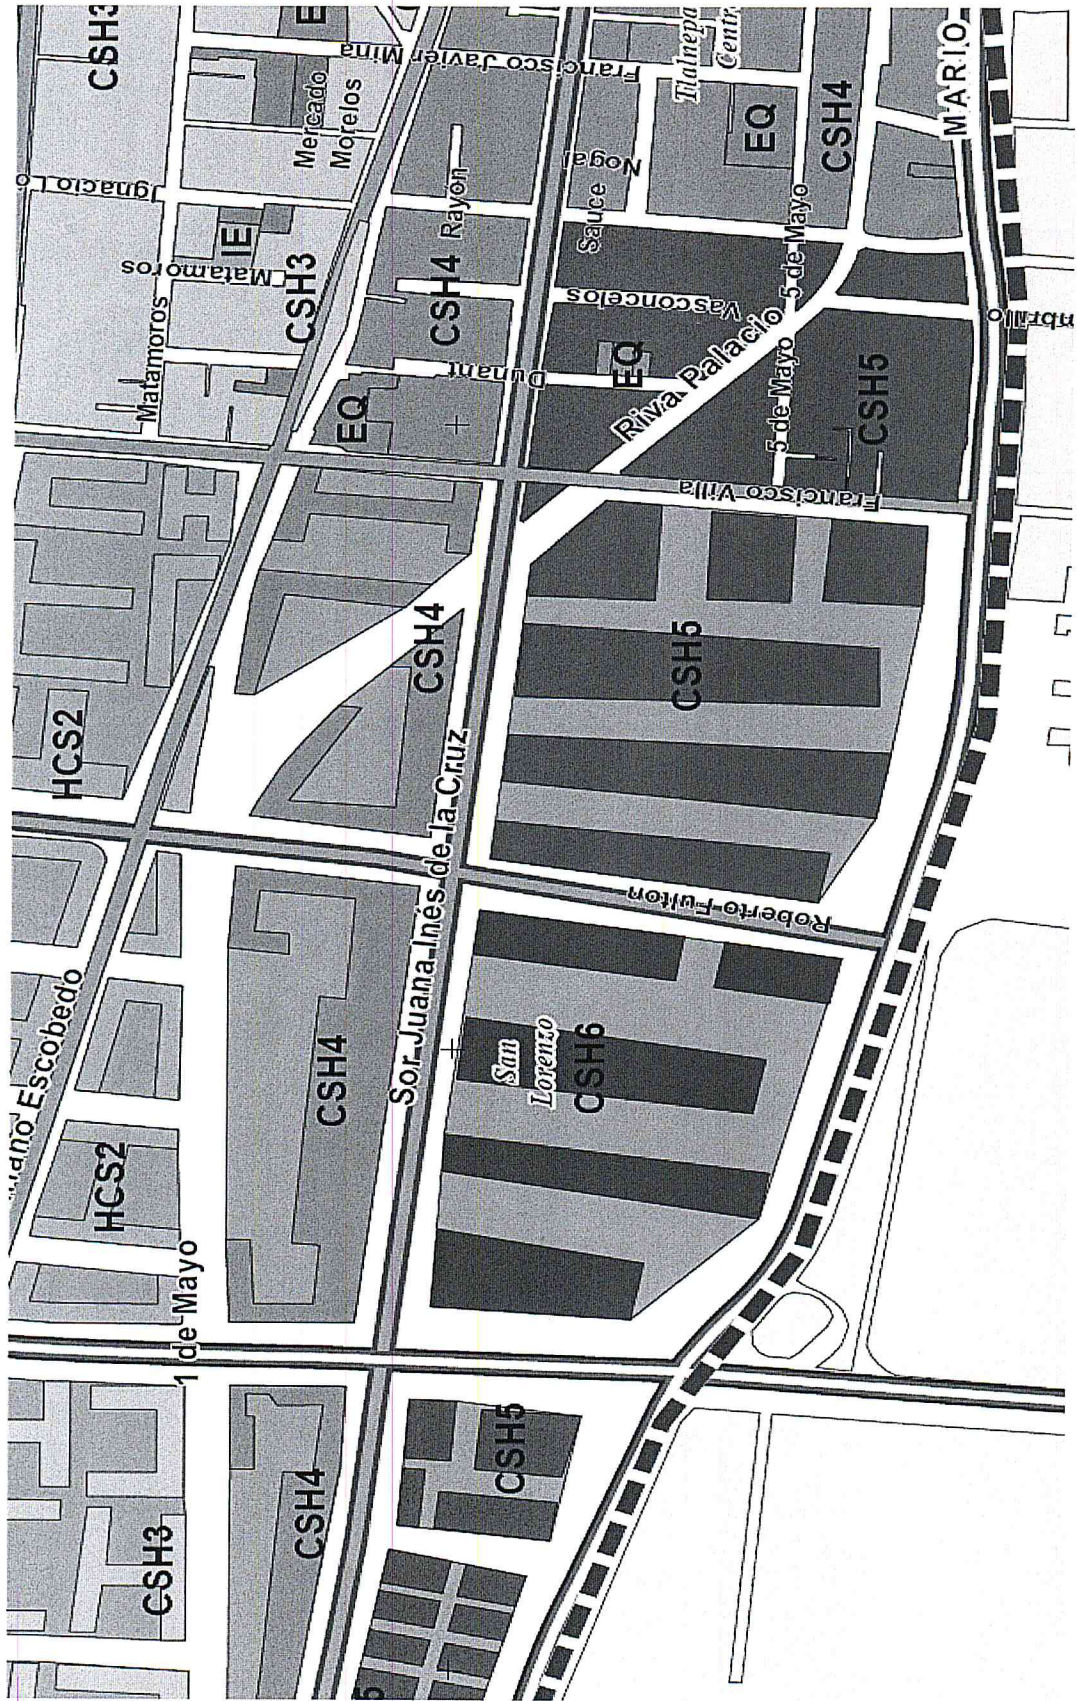 CSH3
Francisco Javier Mina
Mercado
Morelos
Tlalnepa
Centr
MARIO
EQ
CSH4
Nogal
Ignacio Lo
Rayón
Sauce
5 de Mayo
IE
Matamoros
CSH3
CSH4
Vasconcelos
Matamoros
Dunant
EQ
Riva Palacio
5 de Mayo
CSH5
EQ
Francisco Villa
CSH4
CSH5
HCS2
Sor Juana Inés de la Cruz
Roberto Fulton
ano Escobedo
San
Lorenzo
CSH6
CSH4
HCS2
1 de Mayo
CSH5
CSH4
CSH3